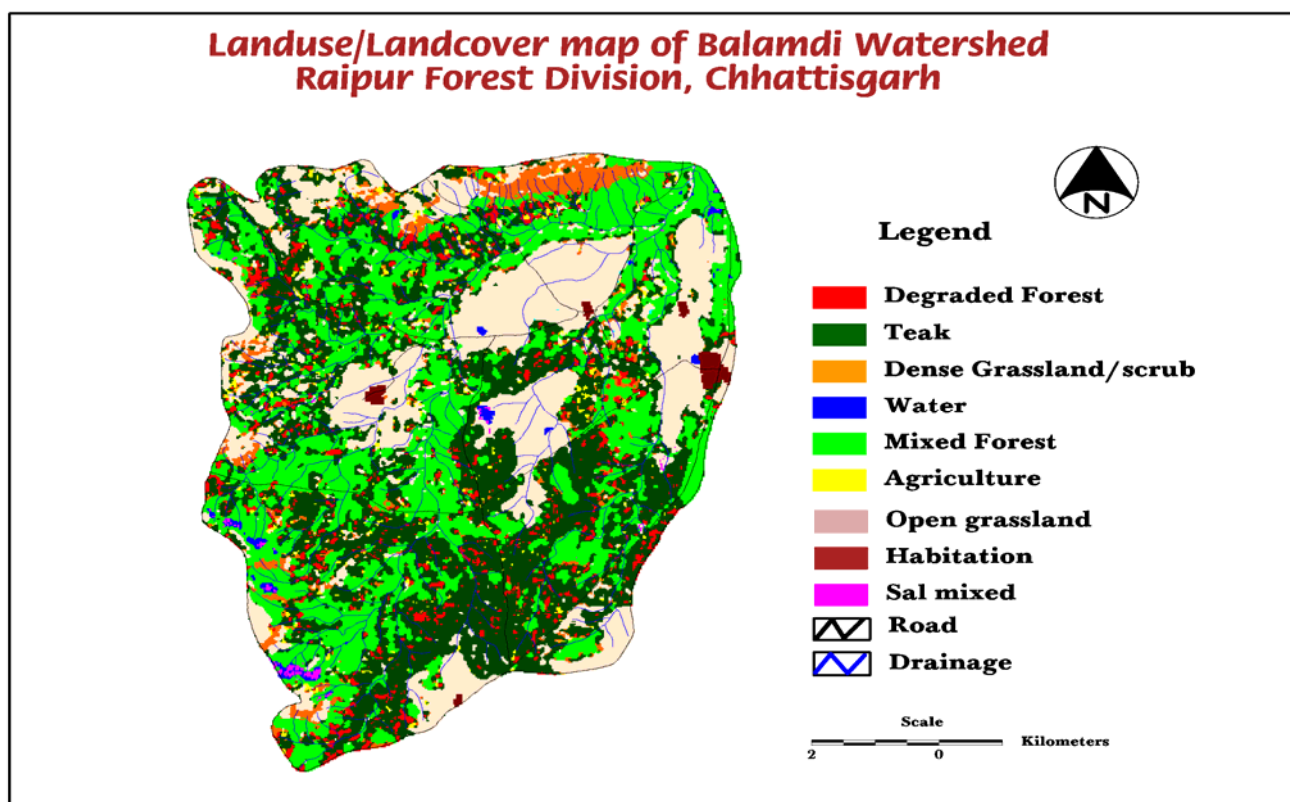 Landuse/Landcover map of Balamdi Watershed
Raipur Forest Division, Chhattisgarh
N
Legend
Degraded Forest
Teak
Dense Grassland/scrub
Water
Mixed Forest
Agriculture
Open grassland
Habitation
Sal mixed
Road
Drainage
Scale
Kilometers
2 0